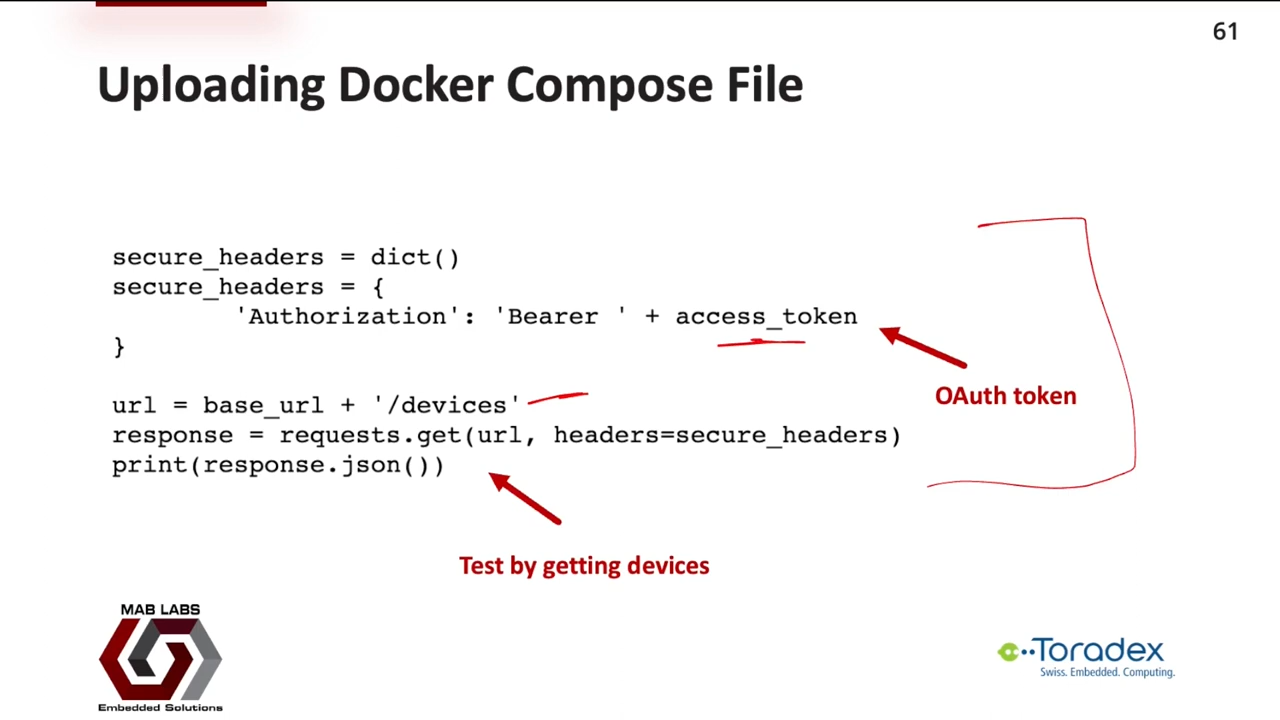 61
Uploading Docker Compose File
secure_headers = dict()
secure_headers = {
'Authorization': 'Bearer ' + access_token
}
OAuth token
url = base_url + '/devices'
response = requests.get(url, headers=secure_headers)
print(response.json())
Test by getting devices
MAB LABS
Embedded Solutions
Toradex
Swiss. Embedded. Computing.